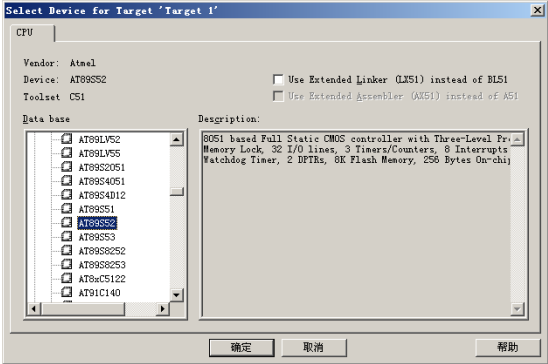 Select Device for Target 'Target 1'
CPU
Vendor: Atmel
Device: AT89S52
Toolset C51
Use Extended Linker (LX51) instead of BL51
Use Extended Assembler (AX51) instead of A51
Data base
Description:
AT89LV52
AT89LV55
AT89S2051
AT89S4051
AT89S4D12
AT89S51
AT89S52
AT89S53
AT89S8252
AT89S8253
AT8xC5122
AT91C140
8051 based Full Static CMOS controller with Three-Level Pr
Memory Lock, 32 I/O lines, 3 Timers/Counters, 8 Interrupts
Watchdog Timer, 2 DPTRs, 8K Flash Memory, 256 Bytes On-chip
确定
取消
帮助